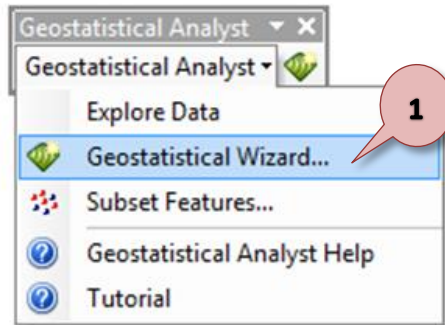 Geostatistical Analyst
Geostatistical Analyst
Explore Data
1
Geostatistical Wizard...
Subset Features...
Geostatistical Analyst Help
Tutorial